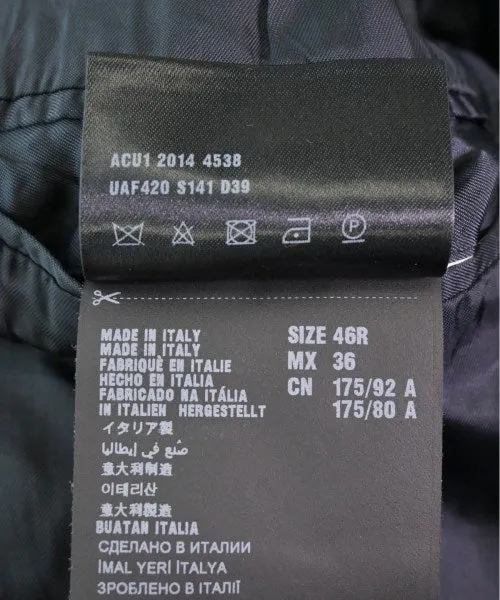 ACU1 2014 4538
UAF420 S141 D39
P
MADE IN ITALY
MADE IN ITALY
FABRIQUÉ EN ITALIE
HECHO EN ITALIA
FABRICADO NA ITÁLIA
IN ITALIEN HERGESTELLT
イタリア製
صُنع في إيطاليا
意大利制造
이태리산
意大利製造
BUATAN ITALIA
СДЕЛАНО В ИТАЛИИ
İMAL YERİ İTALYA
ЗРОБЛЕНО В ІТАЛІЇ
SIZE 46R
MX 36
CN 175/92 A
175/80 A